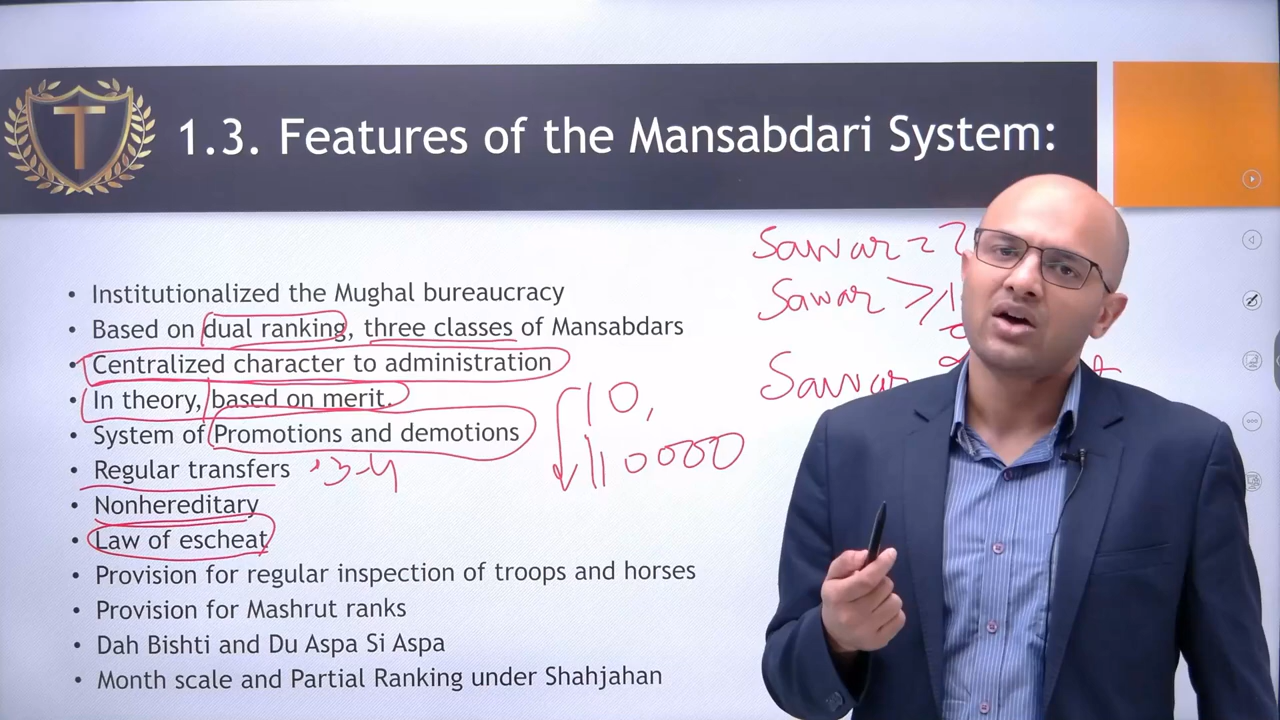 T
1.3. Features of the Mansabdari System:
Sawar = Z
Sawar ≥ 1
Sawar
• Institutionalized the Mughal bureaucracy
• Based on dual ranking, three classes of Mansabdars
• Centralized character to administration
• In theory, based on merit.
• System of Promotions and demotions
10,
110000
• Regular transfers
3-4
• Nonhereditary
• Law of escheat
• Provision for regular inspection of troops and horses
• Provision for Mashrut ranks
• Dah Bishti and Du Aspa Si Aspa
• Month scale and Partial Ranking under Shahjahan